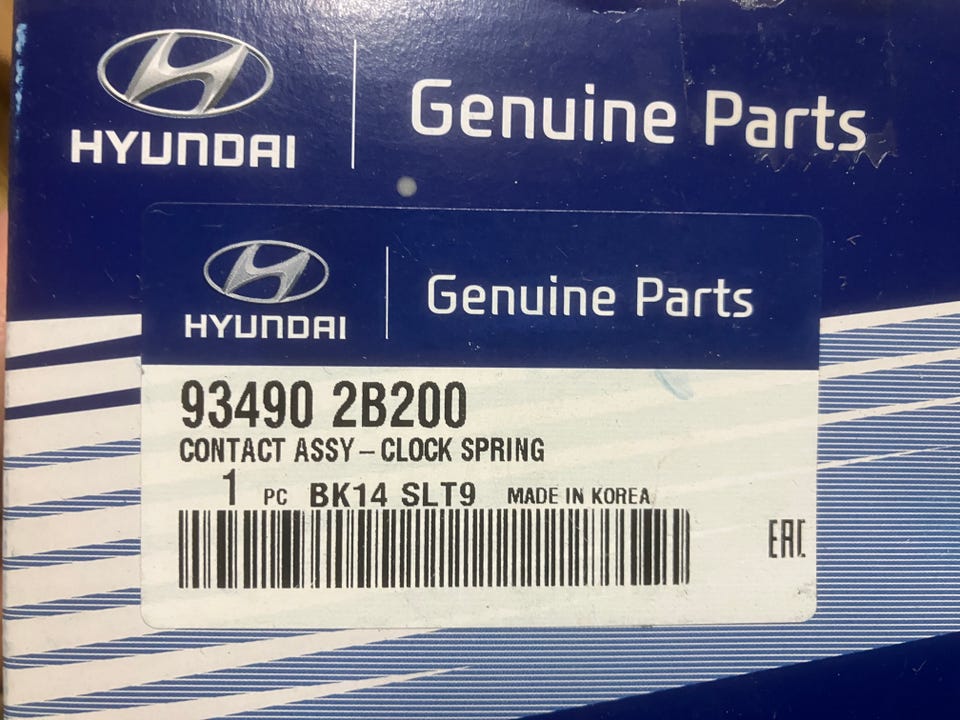 HYUNDAI
Genuine Parts
HYUNDAI
Genuine Parts
93490 2B200
CONTACT ASSY – CLOCK SPRING
1 PC BK14 SLT9 MADE IN KOREA
EAC